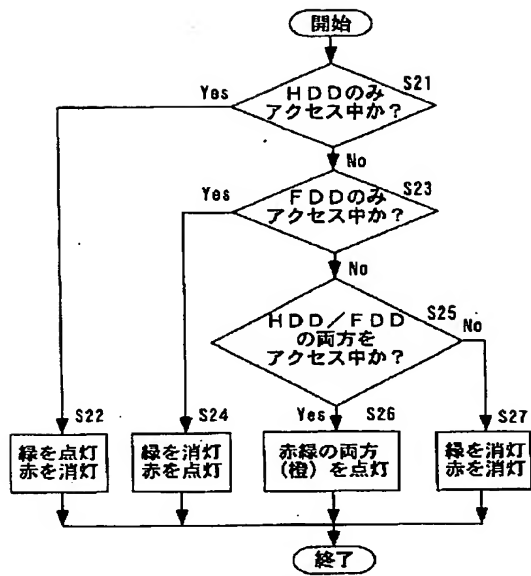 開始
S21
HDDのみ
アクセス中か?
Yes
No
S23
FDDのみ
アクセス中か?
Yes
No
S25
HDD/FDD
の両方を
アクセス中か?
No
Yes
S22
緑を点灯
赤を消灯
S24
緑を消灯
赤を点灯
S26
赤緑の両方
(橙)を点灯
S27
緑を消灯
赤を消灯
終了